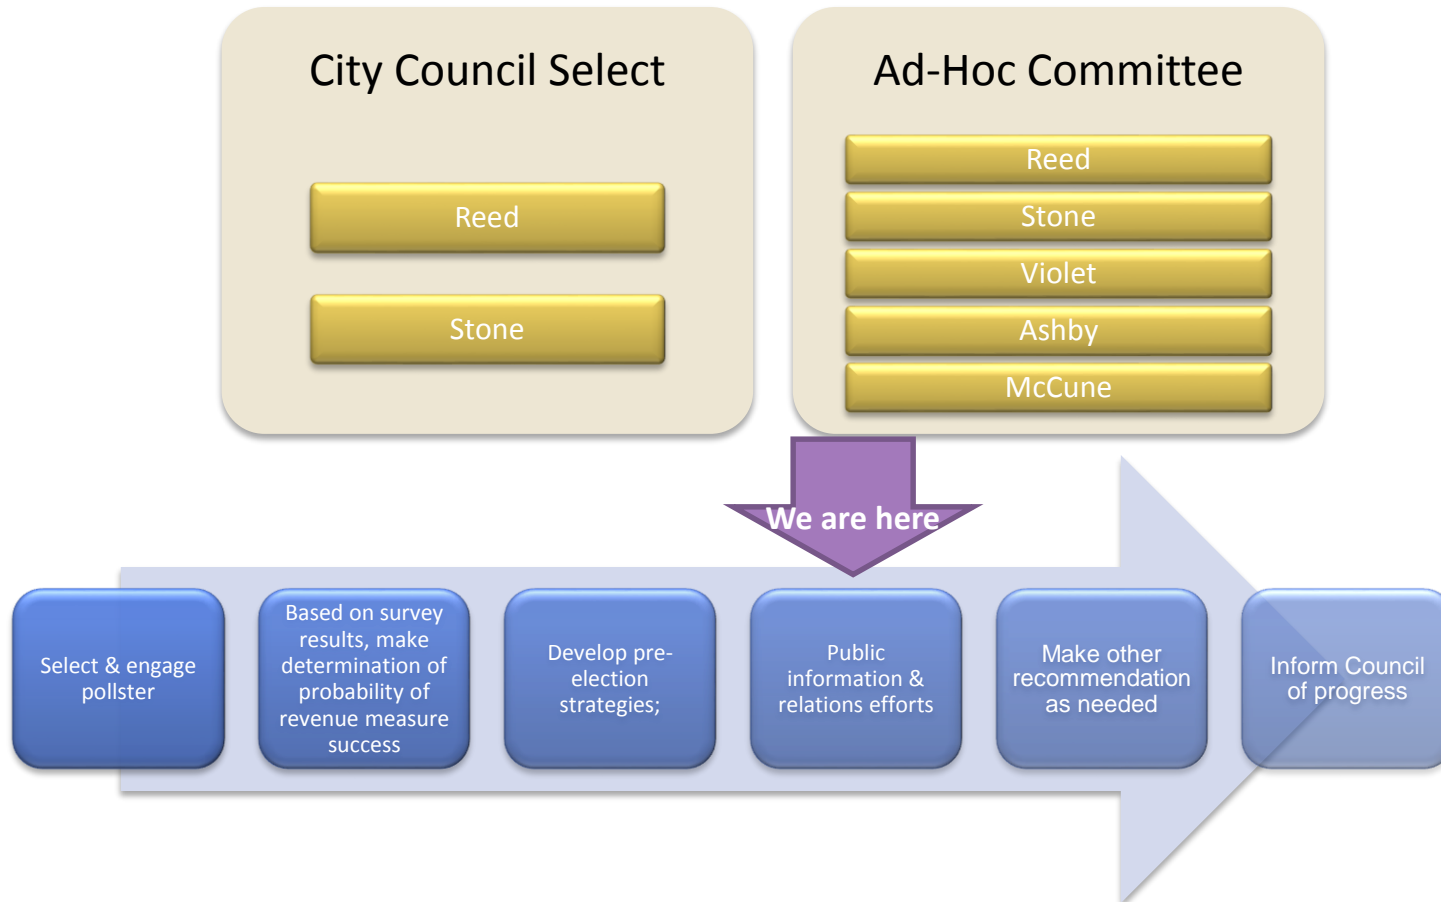 City Council Select
Reed
Stone
Ad-Hoc Committee
Reed
Stone
Violet
Ashby
McCune
We are here
Select & engage
pollster
Based on survey
results, make
determination of
probability of
revenue measure
success
Develop pre-
election
strategies;
Public
information &
relations efforts
Make other
recommendation
as needed
Inform Council
of progress